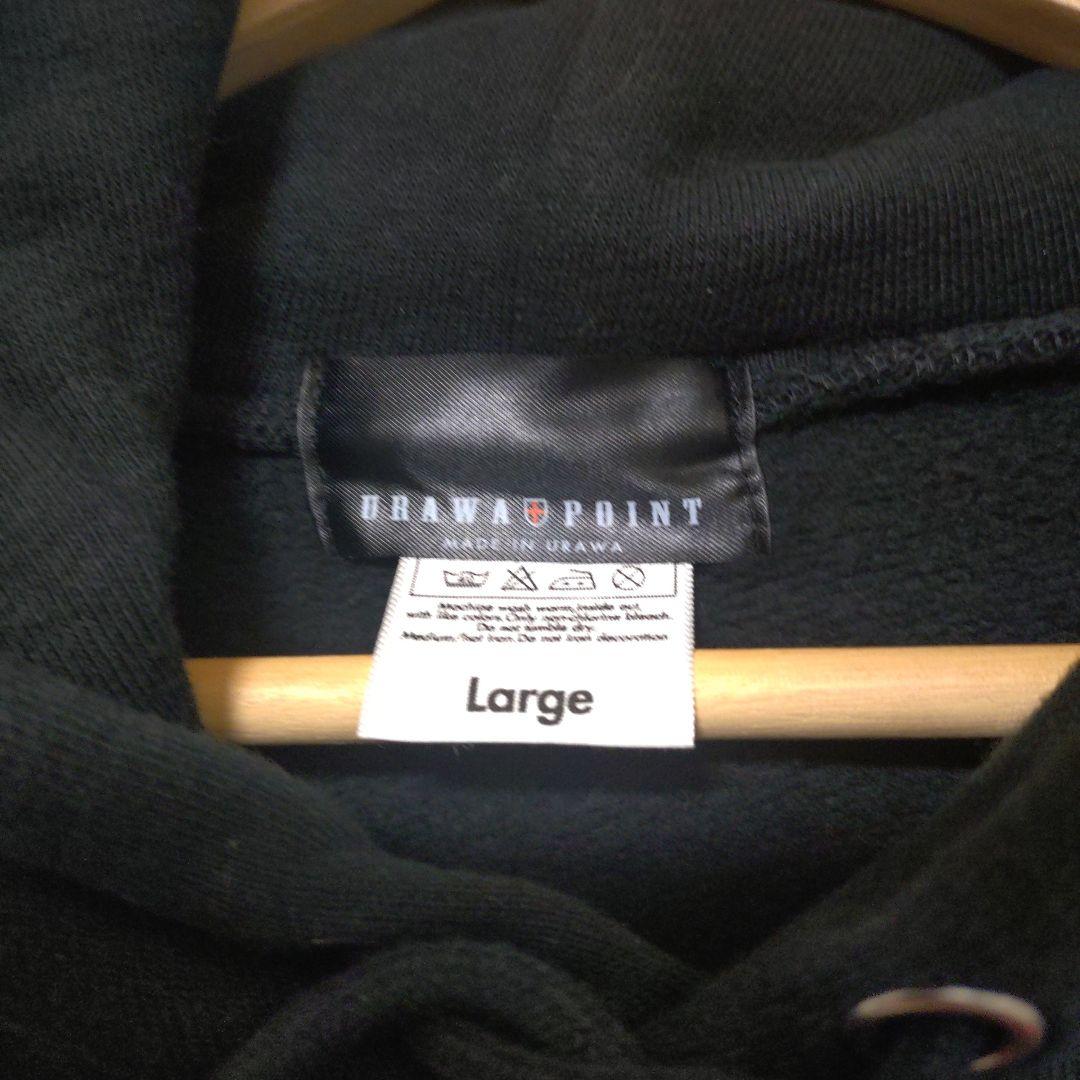 URAWA POINT
MADE IN URAWA
Machine wash warm, inside out,
with like colors. Only non-chlorine bleach.
Do not tumble dry.
Medium, hot iron. Do not iron decoration
Large